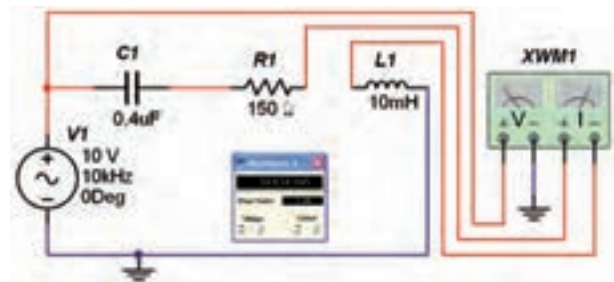 C1
0.4uF
R1
150 Ω
L1
10mH
XWM1
+ V − + I −
V1
10 V
10kHz
0Deg